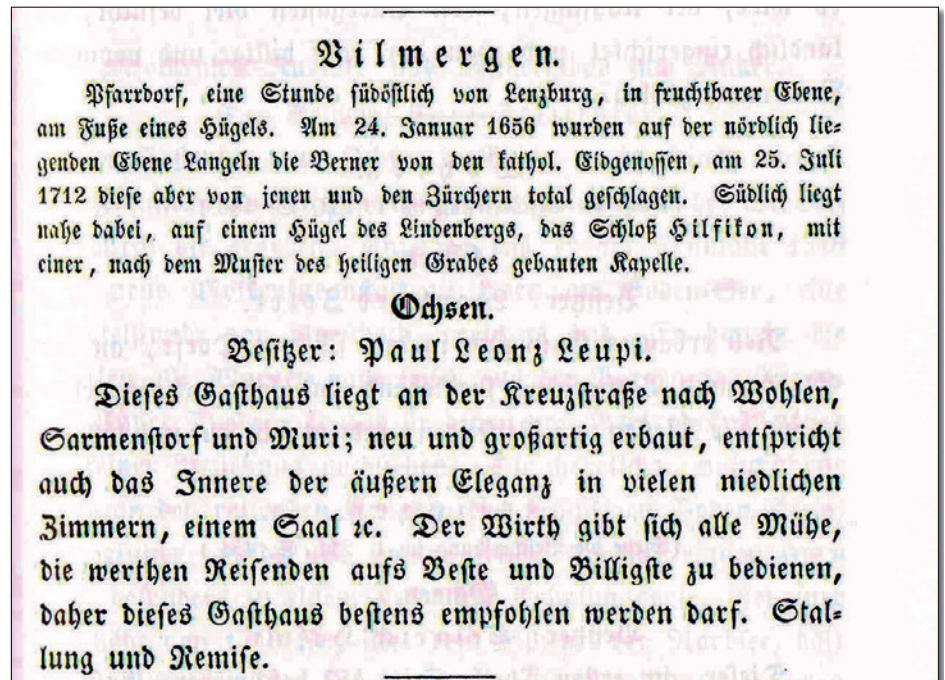 Vilmergen.
Pfarrdorf, eine Stunde südöstlich von Lenzburg, in fruchtbarer Ebene,
am Fuße eines Hügels. Am 24. Januar 1656 wurden auf der nördlich lie-
genden Ebene Langeln die Berner von den kathol. Eidgenossen, am 25. Juli
1712 diese aber von jenen und den Zürchern total geschlagen. Südlich liegt
nahe dabei, auf einem Hügel des Lindenbergs, das Schloß Hilfikon, mit
einer, nach dem Muster des heiligen Grabes gebauten Kapelle.
Ochsen.
Besitzer: Paul Leonz Leupi.
Dieses Gasthaus liegt an der Kreuzstraße nach Wohlen,
Sarmenstorf und Muri; neu und großartig erbaut, entspricht
auch das Innere der äußern Eleganz in vielen niedlichen
Zimmern, einem Saal ꝛc. Der Wirth gibt sich alle Mühe,
die werthen Reisenden aufs Beste und Billigste zu bedienen,
daher dieses Gasthaus bestens empfohlen werden darf. Stal-
lung und Remise.